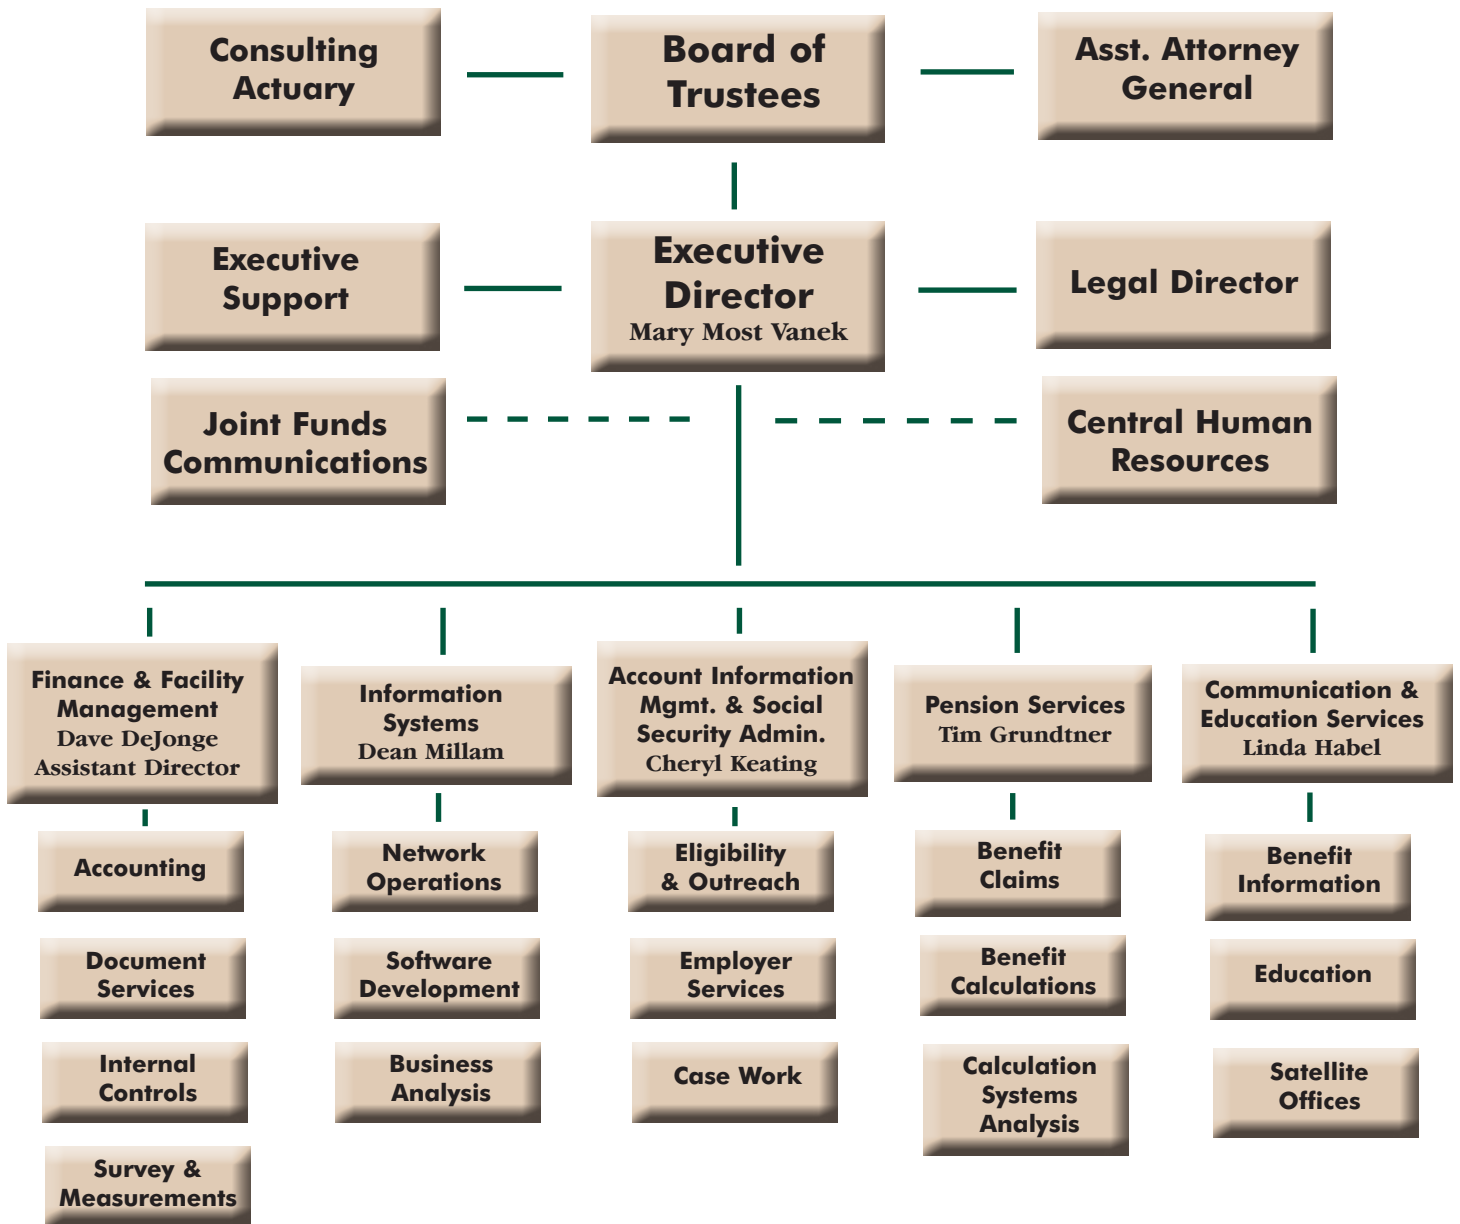 Consulting
Actuary
Board of
Trustees
Asst. Attorney
General
Executive
Support
Executive
Director
Mary Most Vanek
Legal Director
Joint Funds
Communications
Central Human
Resources
Finance & Facility
Management
Dave DeJonge
Assistant Director
Information
Systems
Dean Millam
Account Information
Mgmt. & Social
Security Admin.
Cheryl Keating
Pension Services
Tim Grundtner
Communication &
Education Services
Linda Habel
Accounting
Document
Services
Internal
Controls
Survey &
Measurements
Network
Operations
Software
Development
Business
Analysis
Eligibility
& Outreach
Employer
Services
Case Work
Benefit
Claims
Benefit
Calculations
Calculation
Systems
Analysis
Benefit
Information
Education
Satellite
Offices